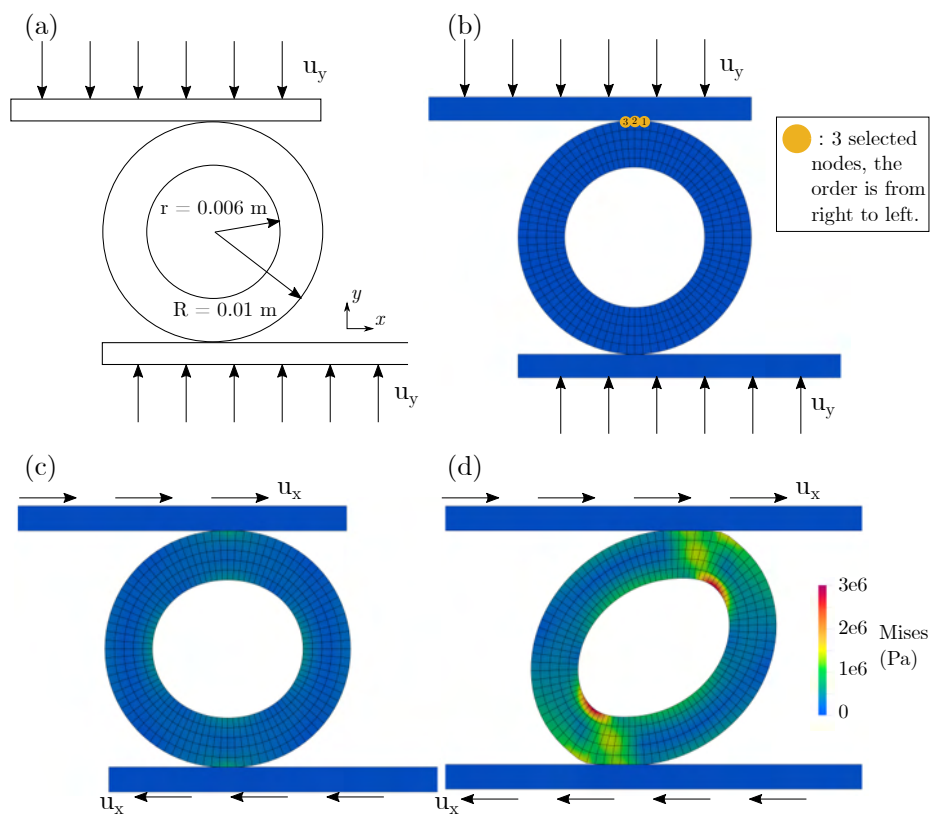 (a)
u_y
r = 0.006 m
R = 0.01 m
y
x
u_y
(b)
u_y
3 2 1
: 3 selected
nodes, the
order is from
right to left.
u_y
(c)
u_x
u_x
(d)
u_x
3e6
2e6
1e6
0
Mises
(Pa)
u_x